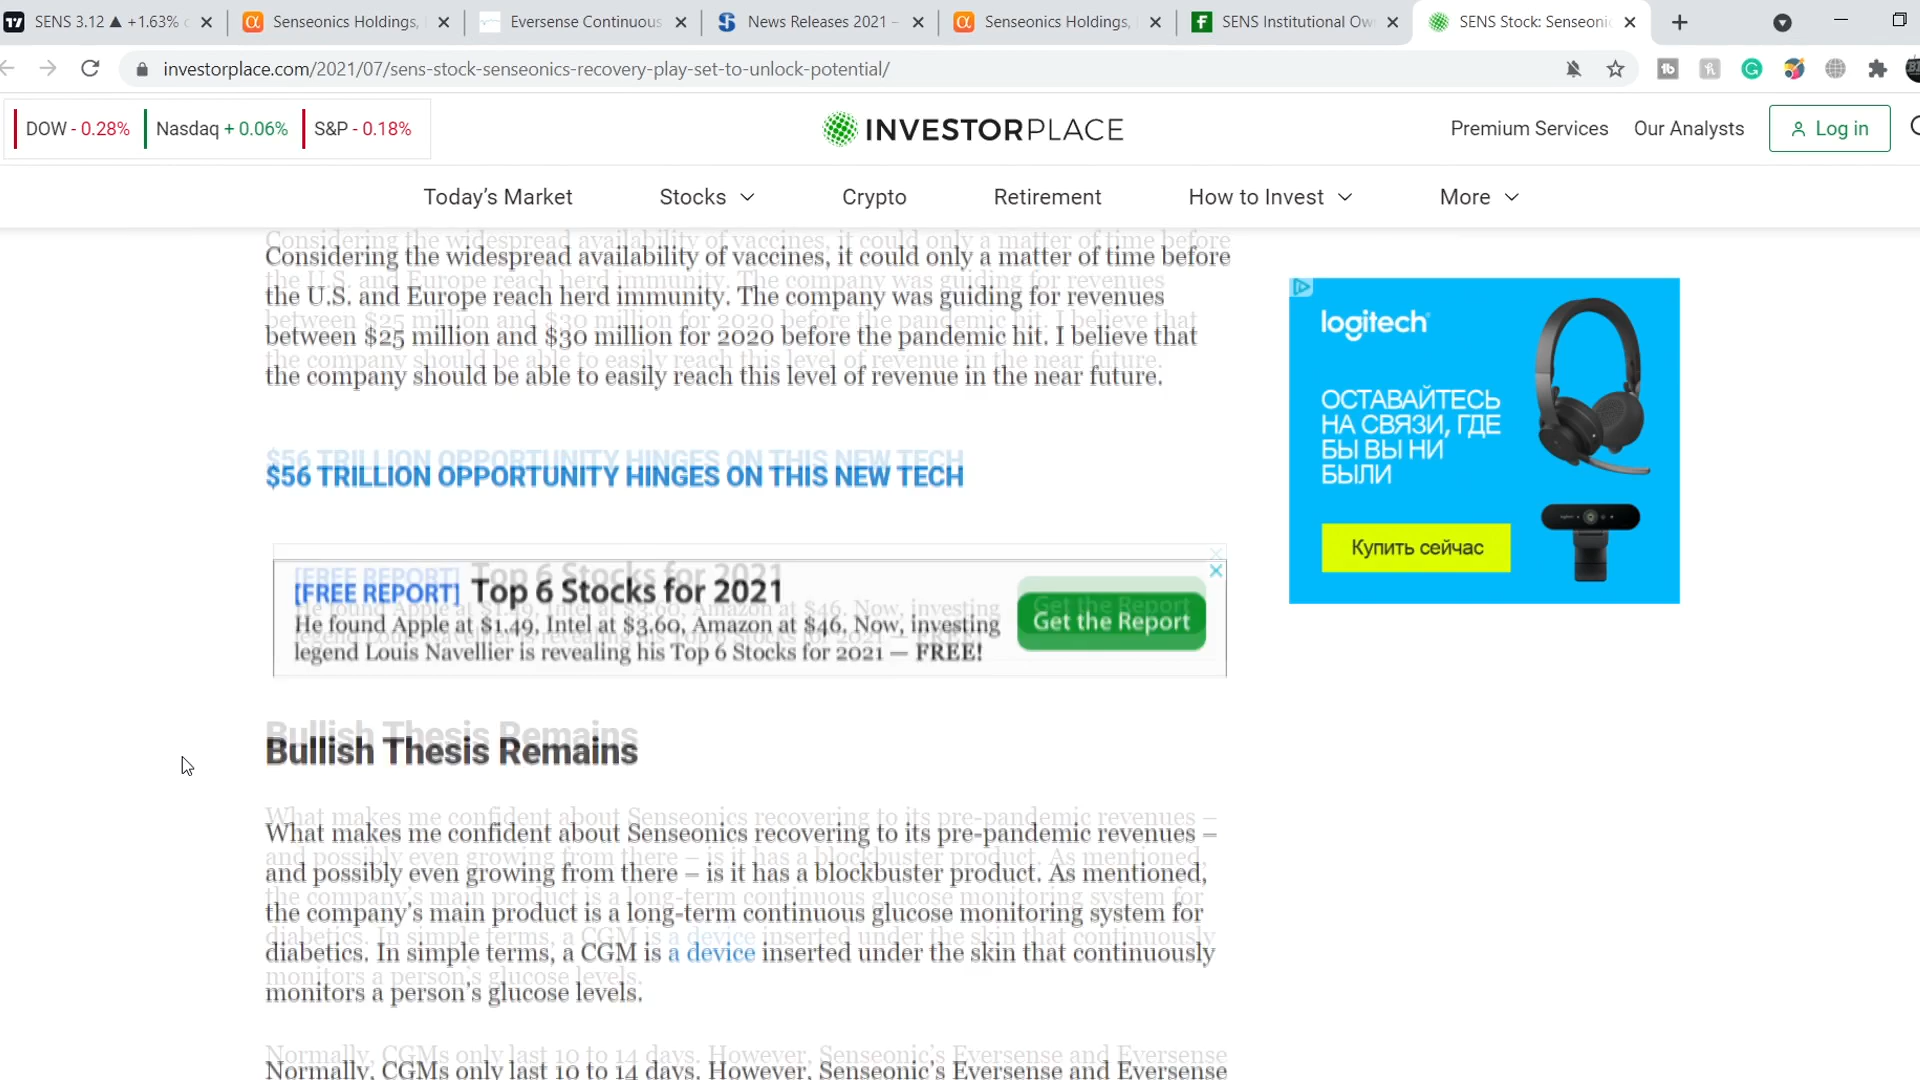 SENS 3.12 ▲ +1.63%
Senseonics Holdings,
Eversense Continuous
News Releases 2021 –
Senseonics Holdings,
SENS Institutional Ow
SENS Stock: Senseonic
investorplace.com/2021/07/sens-stock-senseonics-recovery-play-set-to-unlock-potential/
DOW - 0.28%
Nasdaq + 0.06%
S&P - 0.18%
INVESTORPLACE
Premium Services
Our Analysts
Log in
Today's Market
Stocks
Crypto
Retirement
How to Invest
More
Considering the widespread availability of vaccines, it could only a matter of time before
the U.S. and Europe reach herd immunity. The company was guiding for revenues
between $25 million and $30 million for 2020 before the pandemic hit. I believe that
the company should be able to easily reach this level of revenue in the near future.
$56 TRILLION OPPORTUNITY HINGES ON THIS NEW TECH
[FREE REPORT] Top 6 Stocks for 2021
He found Apple at $1.49, Intel at $3.60, Amazon at $46. Now, investing
legend Louis Navellier is revealing his Top 6 Stocks for 2021 — FREE!
Get the Report
logitech
ОСТАВАЙТЕСЬ
НА СВЯЗИ, ГДЕ
БЫ ВЫ НИ
БЫЛИ
Купить сейчас
Bullish Thesis Remains
What makes me confident about Senseonics recovering to its pre-pandemic revenues –
and possibly even growing from there – is it has a blockbuster product. As mentioned,
the company's main product is a long-term continuous glucose monitoring system for
diabetics. In simple terms, a CGM is a device inserted under the skin that continuously
monitors a person's glucose levels.
Normally, CGMs only last 10 to 14 days. However, Senseonic's Eversense and Eversense